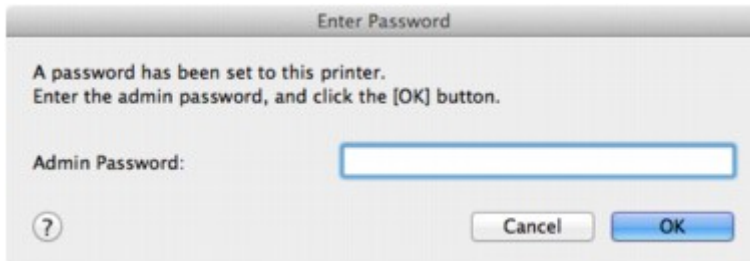 Enter Password
A password has been set to this printer.
Enter the admin password, and click the [OK] button.
Admin Password:
? Cancel OK